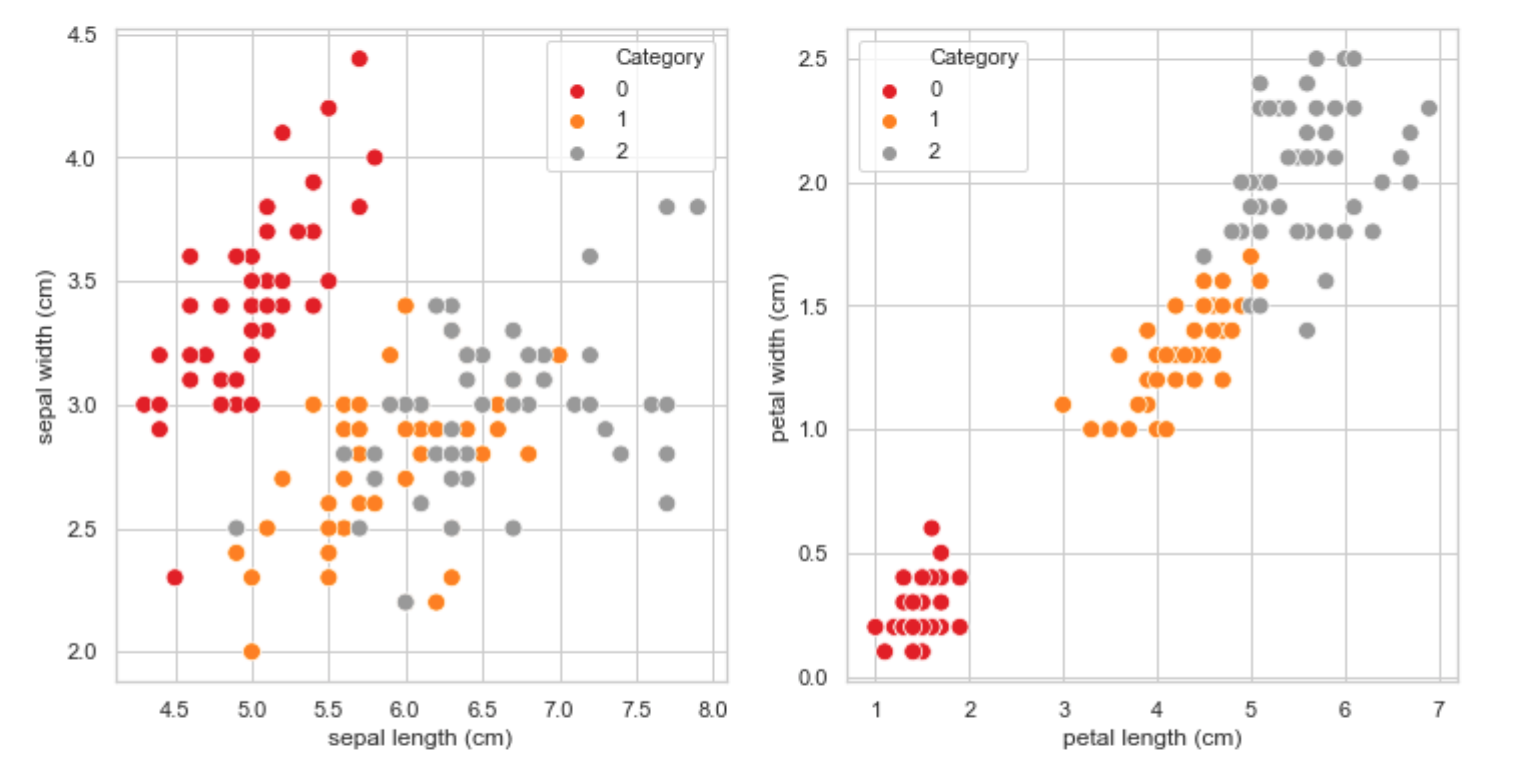 4.5
4.0
3.5
3.0
2.5
2.0
sepal width (cm)
4.5 5.0 5.5 6.0 6.5 7.0 7.5 8.0
sepal length (cm)
Category
0
1
2
2.5
2.0
1.5
1.0
0.5
0.0
petal width (cm)
1 2 3 4 5 6 7
petal length (cm)
Category
0
1
2